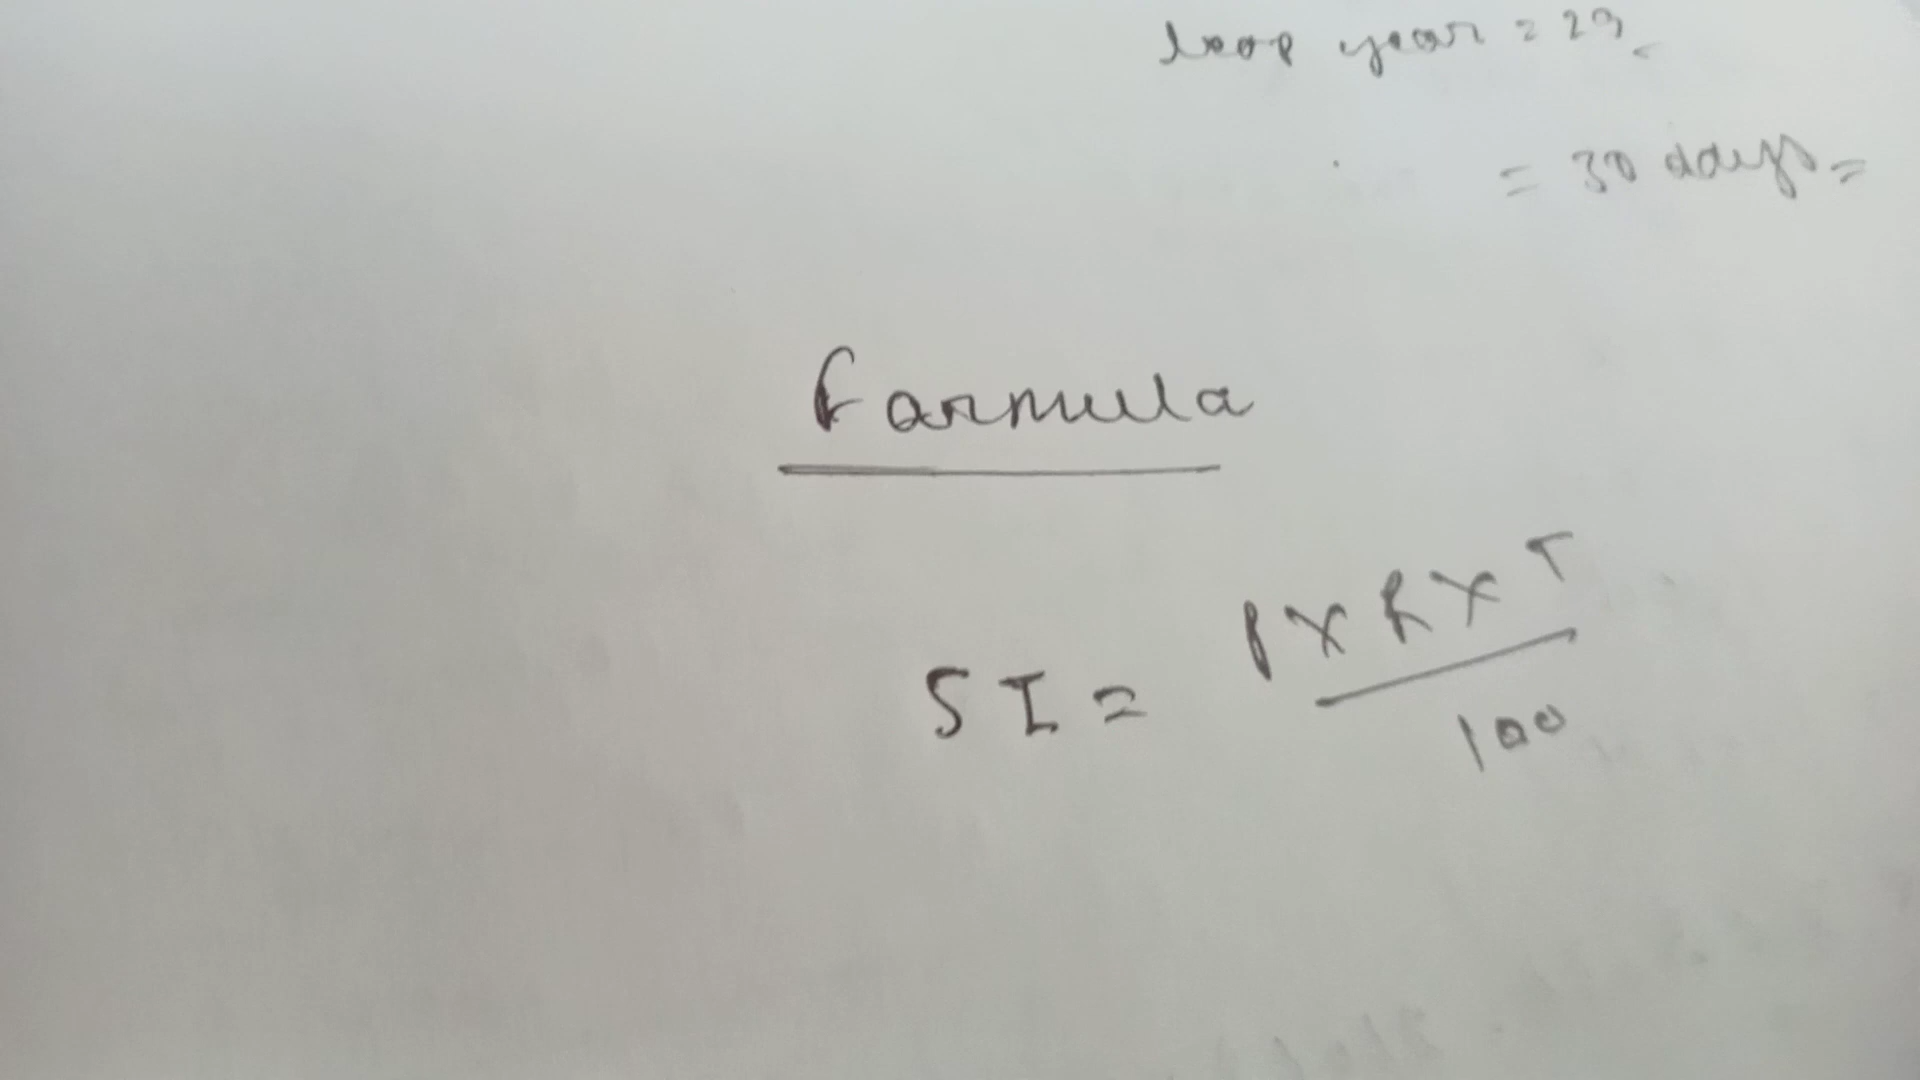 leap year = 29
= 30 days =
Formula
SI = P X R X T
100